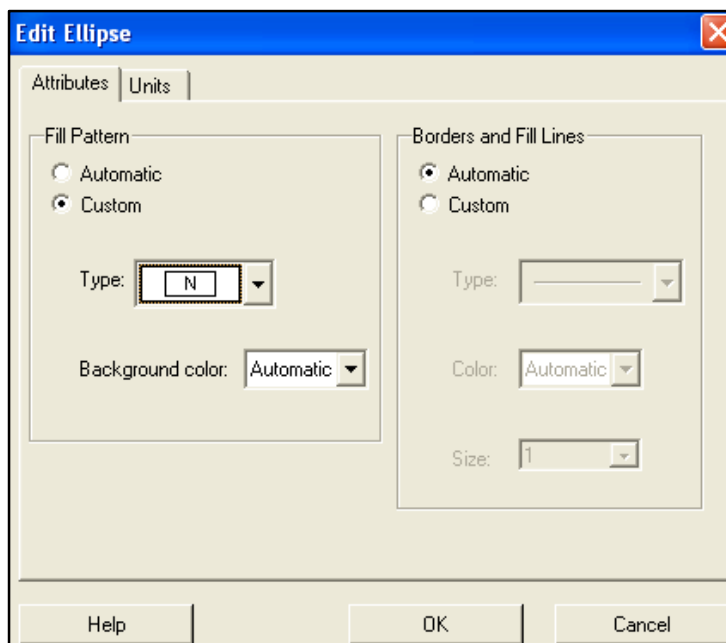 Edit Ellipse
Attributes
Units
Fill Pattern
Automatic
Custom
Type: N
Background color: Automatic
Borders and Fill Lines
Automatic
Custom
Type:
Color: Automatic
Size: 1
Help
OK
Cancel